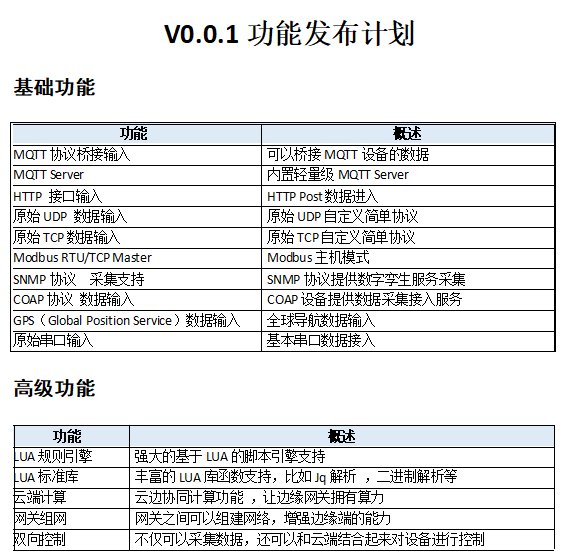 V0.0.1 功能发布计划
基础功能
功能 概述
MQTT 协议桥接输入 可以桥接 MQTT 设备的数据
MQTT Server 内置轻量级 MQTT Server
HTTP 接口输入 HTTP Post 数据进入
原始 UDP 数据输入 原始 UDP 自定义简单协议
原始 TCP 数据输入 原始 TCP 自定义简单协议
Modbus RTU/TCP Master Modbus 主机模式
SNMP 协议 采集支持 SNMP 协议提供数字孪生服务采集
COAP 协议 数据输入 COAP 设备提供数据采集接入服务
GPS（Global Position Service）数据输入 全球导航数据输入
原始串口输入 基本串口数据接入
高级功能
功能 概述
LUA 规则引擎 强大的基于 LUA 的脚本引擎支持
LUA 标准库 丰富的 LUA 库函数支持，比如 Jq 解析 ，二进制解析等
云端计算 云边协同计算功能 ，让边缘网关拥有算力
网关组网 网关之间可以组建网络，增强边缘端的能力
双向控制 不仅可以采集数据，还可以和云端结合起来对设备进行控制